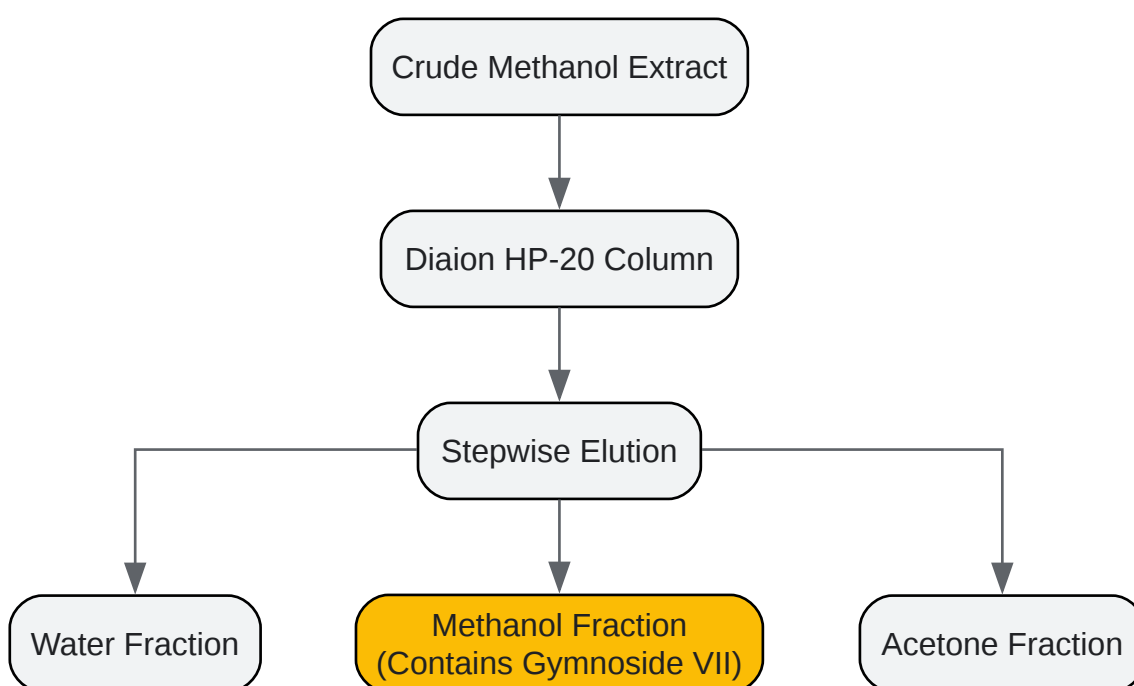 Crude Methanol Extract
Diaion HP-20 Column
Stepwise Elution
Water Fraction
Methanol Fraction
(Contains Gymnoside VII)
Acetone Fraction